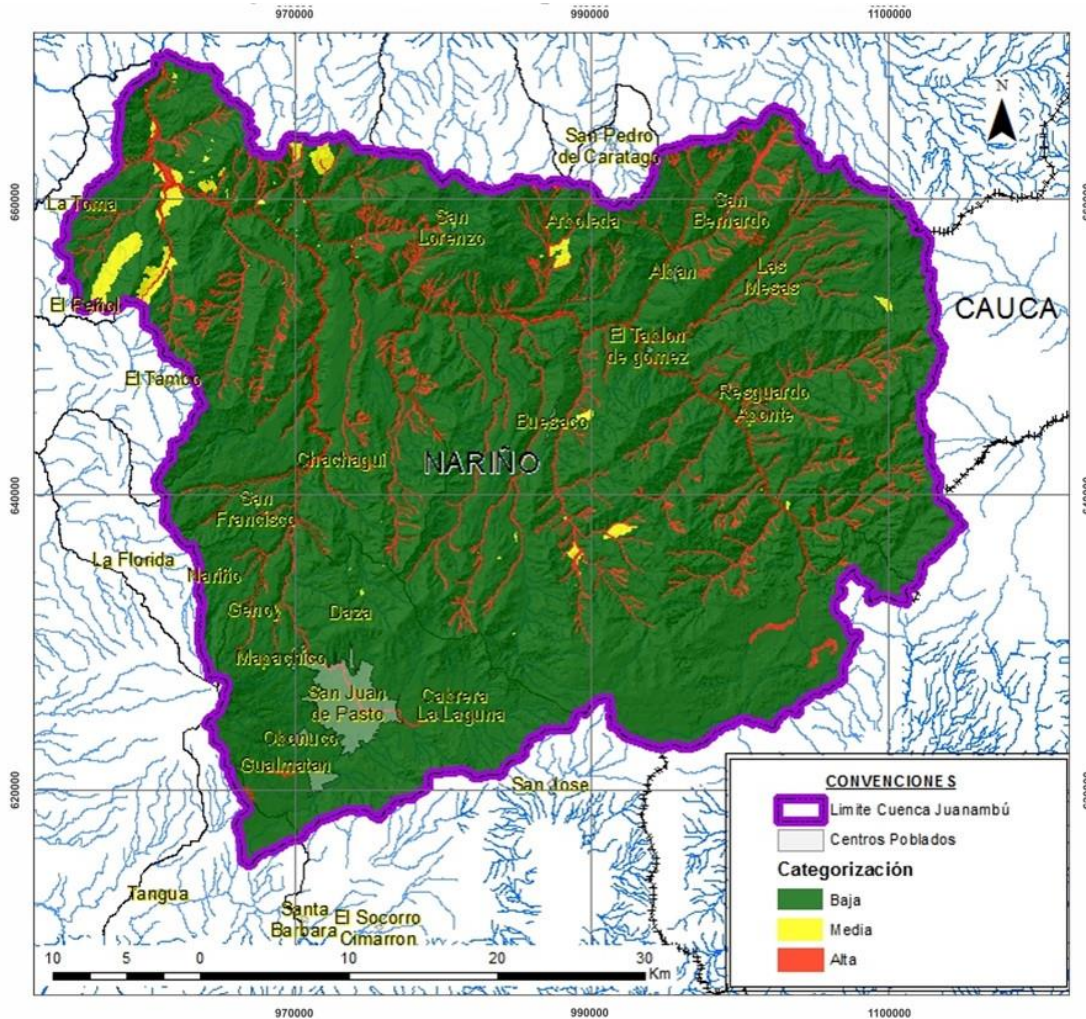 970000
990000
1100000
San Pedro
del Caratago
660000
La Toma
San
Lorenzo
Arboleda
San
Bernardo
Alban
Las
Mesas
El Peñol
CAUCA
El Tablon
de gomez
El Tambo
Resguardo
Aponte
Buesaco
NARIÑO
Chachagui
640000
640000
San
Francisco
La Florida
Nariño
Genoy
Daza
Mapachico
San Juan
de Pasto
Cabrera
La Laguna
Obonuco
Gualmatan
San Jose
620000
Tangua
Santa
Barbara
El Socorro
Cimarron
CONVENCIONES
Limite Cuenca Juanambú
Centros Poblados
Categorización
Baja
Media
Alta
10
5
0
10
20
30
Km
970000
990000
1100000